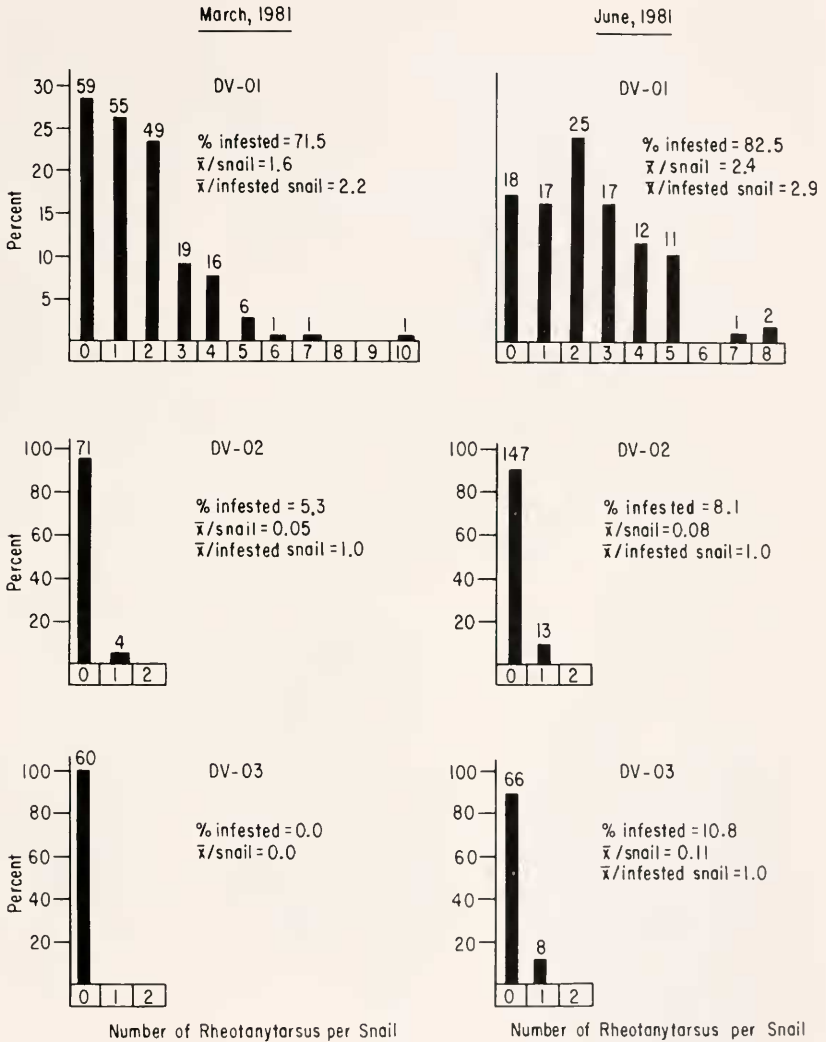 March, 1981
June, 1981
DV-01
% infested = 71.5
x̄/snail = 1.6
x̄/infested snail = 2.2
Percent
30
25
20
15
10
5
59
55
49
19
16
6
1
1
1
0 1 2 3 4 5 6 7 8 9 10
DV-01
% infested = 82.5
x̄/snail = 2.4
x̄/infested snail = 2.9
18
17
25
17
12
11
1
2
0 1 2 3 4 5 6 7 8
DV-02
% infested = 5.3
x̄/snail = 0.05
x̄/infested snail = 1.0
Percent
100
80
60
40
20
71
4
0 1 2
DV-02
% infested = 8.1
x̄/snail = 0.08
x̄/infested snail = 1.0
100
80
60
40
20
147
13
0 1 2
DV-03
% infested = 0.0
x̄/snail = 0.0
Percent
100
80
60
40
20
60
0 1 2
Number of Rheotanytarsus per Snail
DV-03
% infested = 10.8
x̄/snail = 0.11
x̄/infested snail = 1.0
100
80
60
40
20
66
8
0 1 2
Number of Rheotanytarsus per Snail